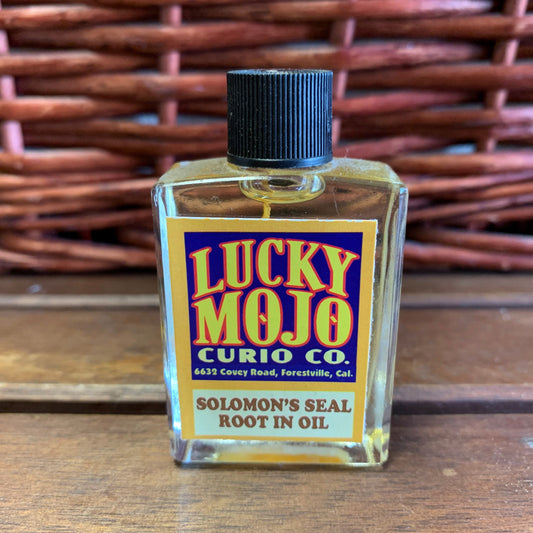 LUCKY
MOJO
CURIO CO.
6632 Covey Road, Forestville, Cal.
SOLOMON'S SEAL
ROOT IN OIL